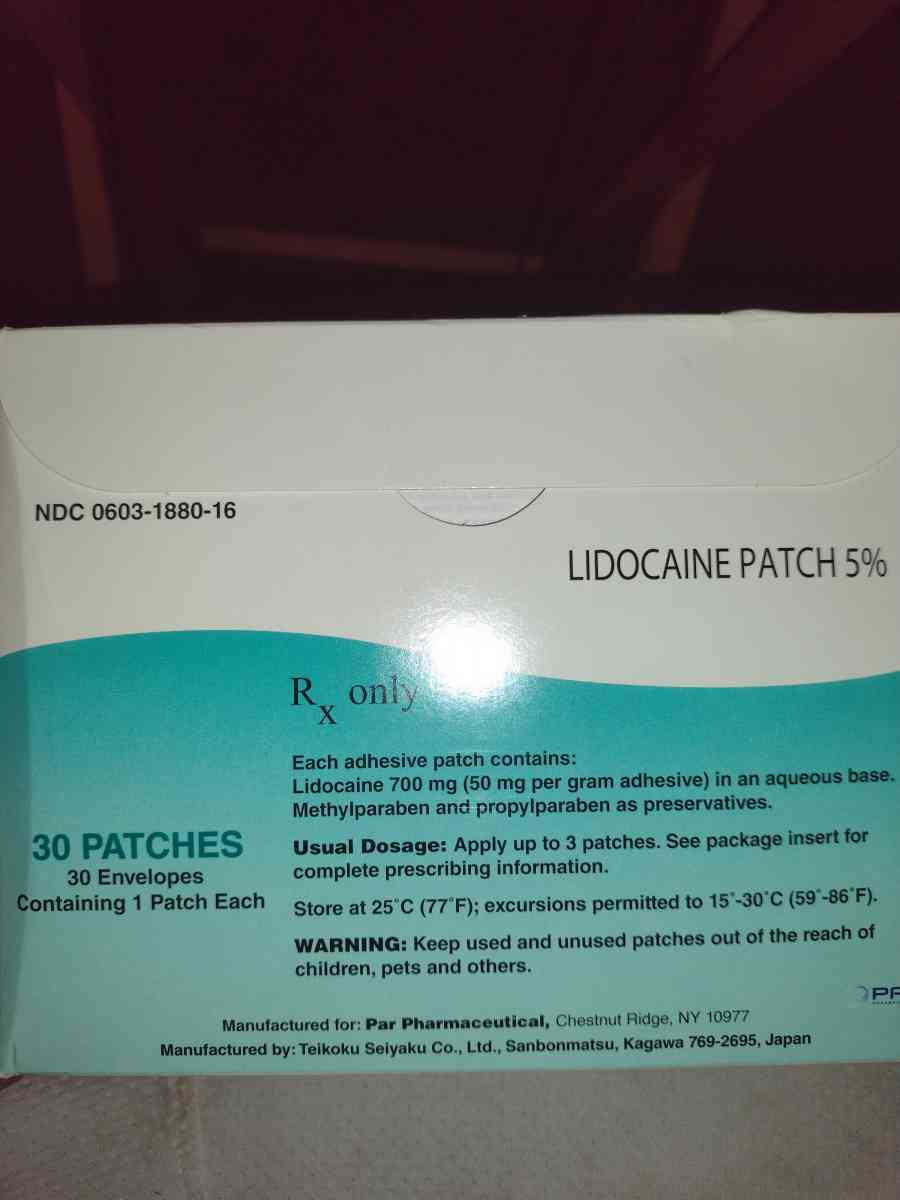 NDC 0603-1880-16
LIDOCAINE PATCH 5%
Rx only
Each adhesive patch contains:
Lidocaine 700 mg (50 mg per gram adhesive) in an aqueous base.
Methylparaben and propylparaben as preservatives.
30 PATCHES
30 Envelopes
Containing 1 Patch Each
Usual Dosage: Apply up to 3 patches. See package insert for
complete prescribing information.
Store at 25°C (77°F); excursions permitted to 15°-30°C (59°-86°F).
WARNING: Keep used and unused patches out of the reach of
children, pets and others.
Manufactured for: Par Pharmaceutical, Chestnut Ridge, NY 10977
Manufactured by: Teikoku Seiyaku Co., Ltd., Sanbonmatsu, Kagawa 769-2695, Japan